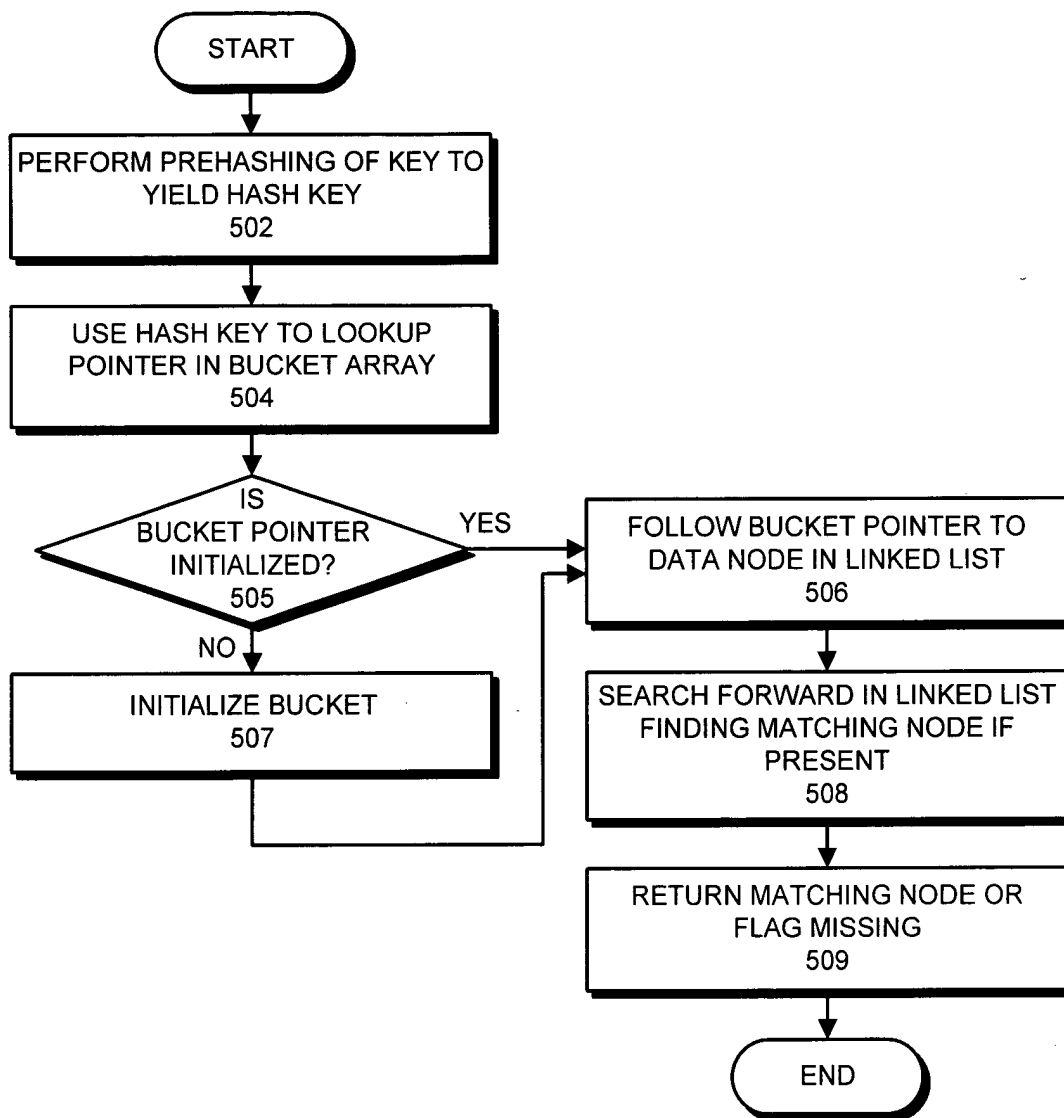 START
PERFORM PREHASHING OF KEY TO
YIELD HASH KEY
502
USE HASH KEY TO LOOKUP
POINTER IN BUCKET ARRAY
504
IS
BUCKET POINTER
INITIALIZED?
505
YES
NO
INITIALIZE BUCKET
507
FOLLOW BUCKET POINTER TO
DATA NODE IN LINKED LIST
506
SEARCH FORWARD IN LINKED LIST
FINDING MATCHING NODE IF
PRESENT
508
RETURN MATCHING NODE OR
FLAG MISSING
509
END